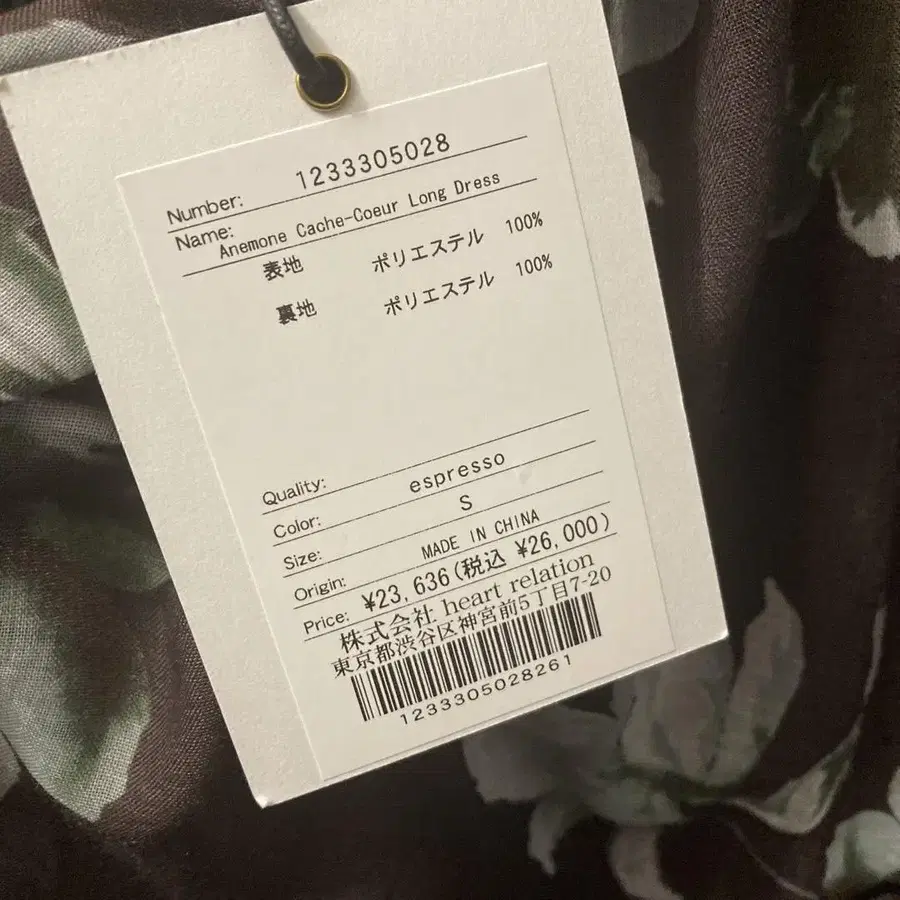 Number: 1233305028
Name: Anemone Cache-Coeur Long Dress
表地 ポリエステル 100%
裏地 ポリエステル 100%
Quality:
Color: espresso
Size: S
Origin: MADE IN CHINA
Price: ¥23,636(税込 ¥26,000)
株式会社 heart relation
東京都渋谷区神宮前5丁目7-20
1233305028261